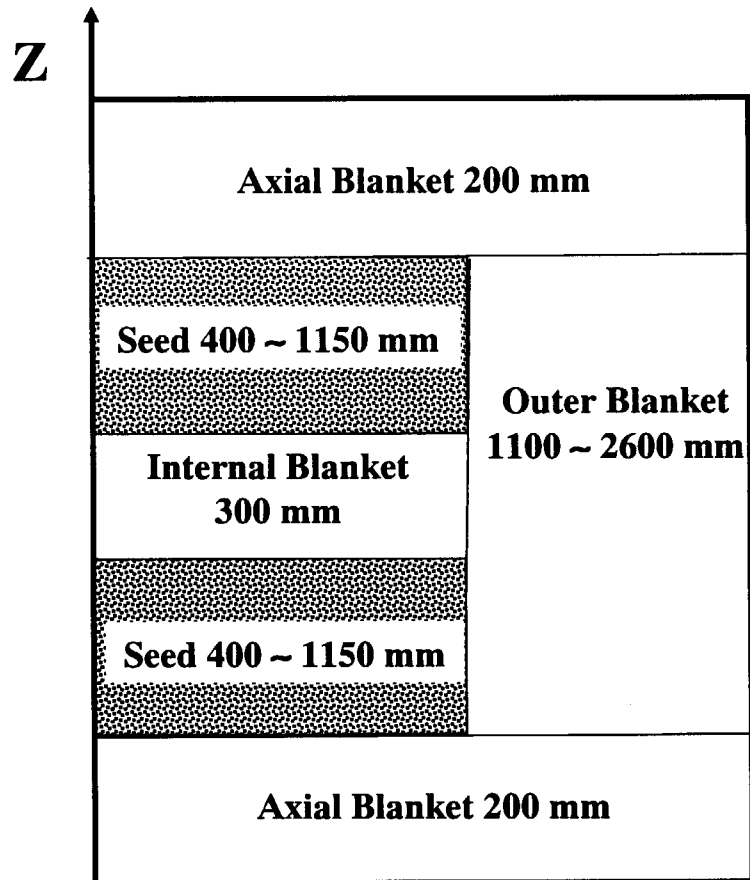 Z
Axial Blanket 200 mm
Seed 400 ~ 1150 mm
Outer Blanket
1100 ~ 2600 mm
Internal Blanket
300 mm
Seed 400 ~ 1150 mm
Axial Blanket 200 mm